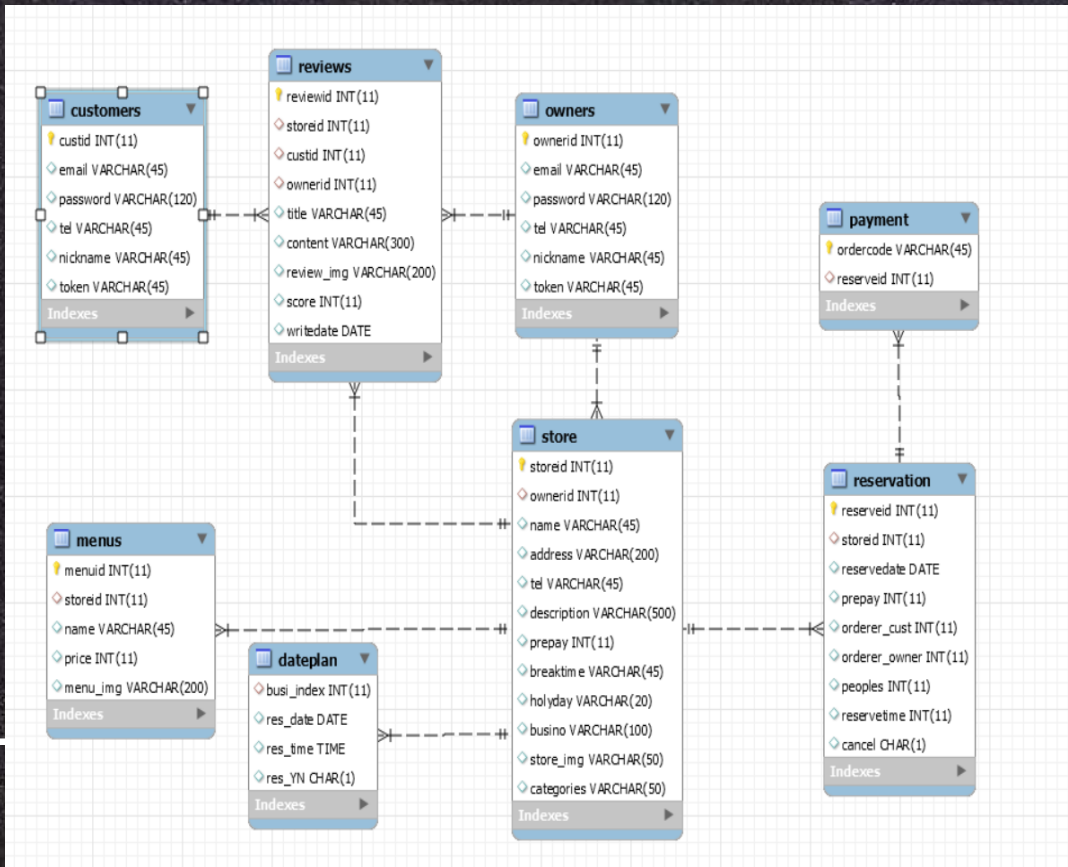 customers
custid INT(11)
email VARCHAR(45)
password VARCHAR(120)
tel VARCHAR(45)
nickname VARCHAR(45)
token VARCHAR(45)
Indexes
reviews
reviewid INT(11)
storeid INT(11)
custid INT(11)
ownerid INT(11)
title VARCHAR(45)
content VARCHAR(300)
review_img VARCHAR(200)
score INT(11)
writedate DATE
Indexes
owners
ownerid INT(11)
email VARCHAR(45)
password VARCHAR(120)
tel VARCHAR(45)
nickname VARCHAR(45)
token VARCHAR(45)
Indexes
payment
ordercode VARCHAR(45)
reserveid INT(11)
Indexes
menus
menuid INT(11)
storeid INT(11)
name VARCHAR(45)
price INT(11)
menu_img VARCHAR(200)
Indexes
dateplan
busi_index INT(11)
res_date DATE
res_time TIME
res_YN CHAR(1)
Indexes
store
storeid INT(11)
ownerid INT(11)
name VARCHAR(45)
address VARCHAR(200)
tel VARCHAR(45)
description VARCHAR(500)
prepay INT(11)
breaktime VARCHAR(45)
holyday VARCHAR(20)
busino VARCHAR(100)
store_img VARCHAR(50)
categories VARCHAR(50)
Indexes
reservation
reserveid INT(11)
storeid INT(11)
reservedate DATE
prepay INT(11)
orderer_cust INT(11)
orderer_owner INT(11)
peoples INT(11)
reservetime INT(11)
cancel CHAR(1)
Indexes